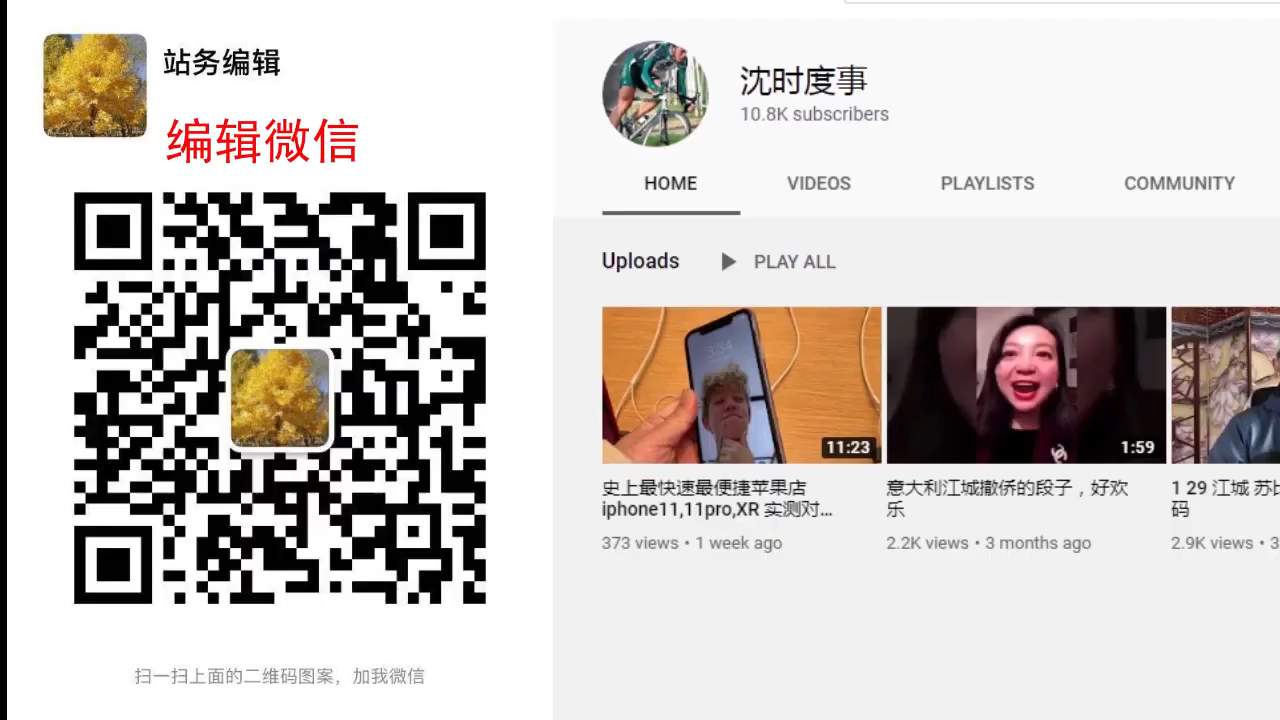 站务编辑
编辑微信
扫一扫上面的二维码图案，加我微信
沈时度事
10.8K subscribers
HOME
VIDEOS
PLAYLISTS
COMMUNITY
Uploads
PLAY ALL
11:23
史上最快速最便捷苹果店
iphone11,11pro,XR 实测对...
373 views • 1 week ago
1:59
意大利江城撤侨的段子，好欢
乐
2.2K views • 3 months ago
1 29 江城 苏比
码
2.9K views • 3